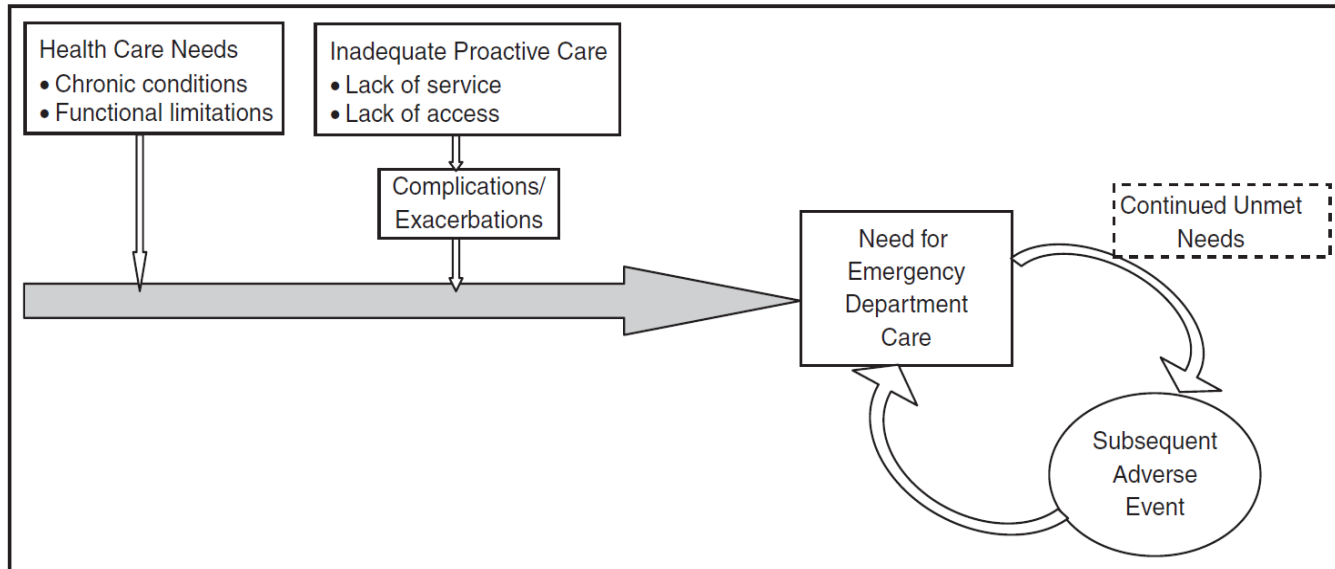 Health Care Needs
• Chronic conditions
• Functional limitations
Inadequate Proactive Care
• Lack of service
• Lack of access
Complications/
Exacerbations
Need for
Emergency
Department
Care
Continued Unmet
Needs
Subsequent
Adverse
Event